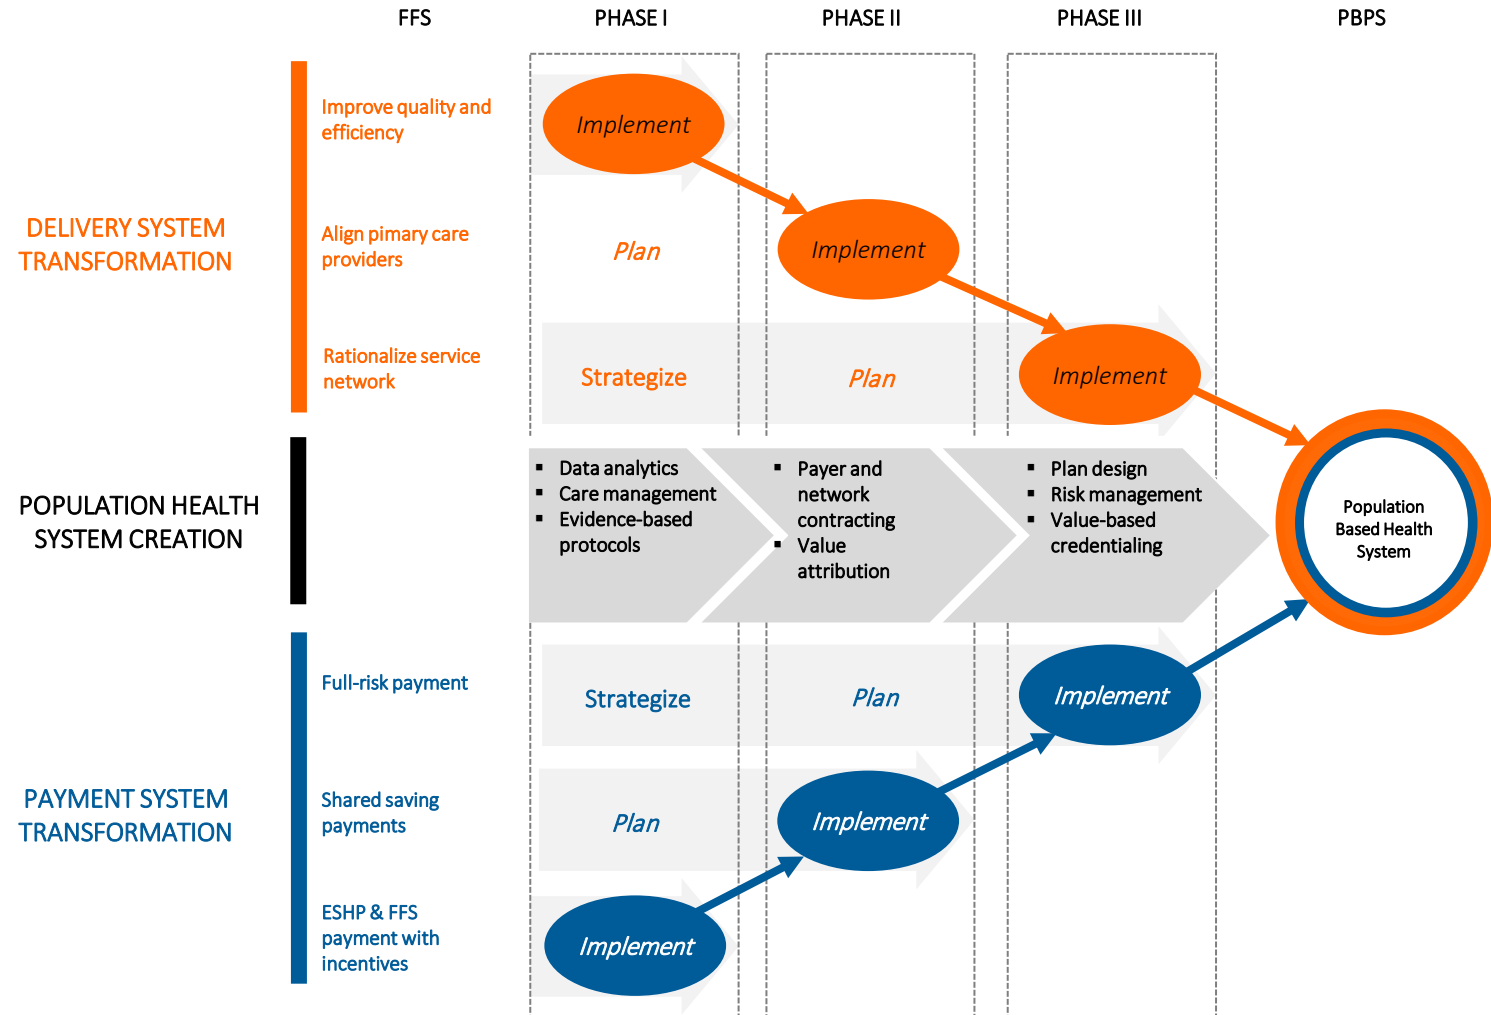 FFS
PHASE I
PHASE II
PHASE III
PBPS
DELIVERY SYSTEM
TRANSFORMATION
Improve quality and
efficiency
Implement
Align pimary care
providers
Plan
Implement
Rationalize service
network
Strategize
Plan
Implement
POPULATION HEALTH
SYSTEM CREATION
▪ Data analytics
▪ Care management
▪ Evidence-based
protocols
▪ Payer and
network
contracting
▪ Value
attribution
▪ Plan design
▪ Risk management
▪ Value-based
credentialing
Population
Based Health
System
PAYMENT SYSTEM
TRANSFORMATION
Full-risk payment
Strategize
Plan
Implement
Shared saving
payments
Plan
Implement
ESHP & FFS
payment with
incentives
Implement